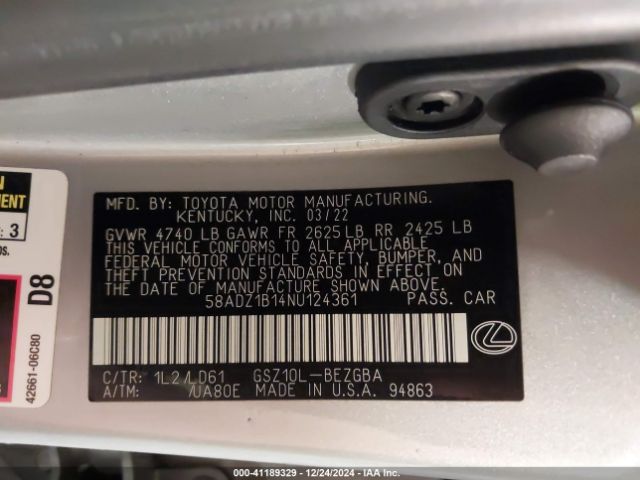 N
MENT
: 3
os.
D8
42661-06C80
MFD. BY: TOYOTA MOTOR MANUFACTURING.
KENTUCKY, INC. 03/22
GVWR 4740 LB GAWR FR 2625 LB RR 2425 LB
THIS VEHICLE CONFORMS TO ALL APPLICABLE
FEDERAL MOTOR VEHICLE SAFETY, BUMPER, AND
THEFT PREVENTION STANDARDS IN EFFECT ON
THE DATE OF MANUFACTURE SHOWN ABOVE.
58ADZ1B14NU124361 PASS. CAR
C/TR: 1L2/LD61 GSZ10L-BEZGBA
A/TM: /UA80E MADE IN U.S.A. 94863
000-41189329 - 12/24/2024 - IAA Inc.